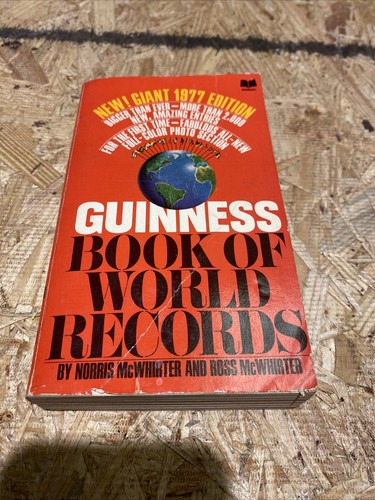 NEW! GIANT 1977 EDITION
BIGGER THAN EVER—MORE THAN 2,000
NEW, AMAZING ENTRIES
FOR THE FIRST TIME—FABULOUS ALL-NEW
FULL-COLOR PHOTO SECTION
GUINNESS
BOOK OF
WORLD
RECORDS
BY NORRIS McWHIRTER AND ROSS McWHIRTER